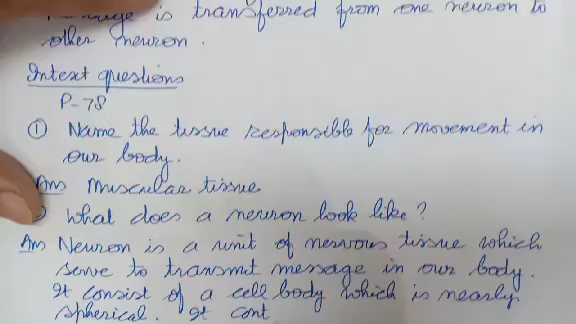 is transferred from one neuron to
other neuron.
Intext questions
P-78
① Name the tissue responsible for movement in
our body.
Ans Muscular tissue
What does a neuron look like?
Ans Neuron is a unit of nervous tissue which
serve to transmit message in our body.
It consist of a cell body which is nearly
spherical. It cont